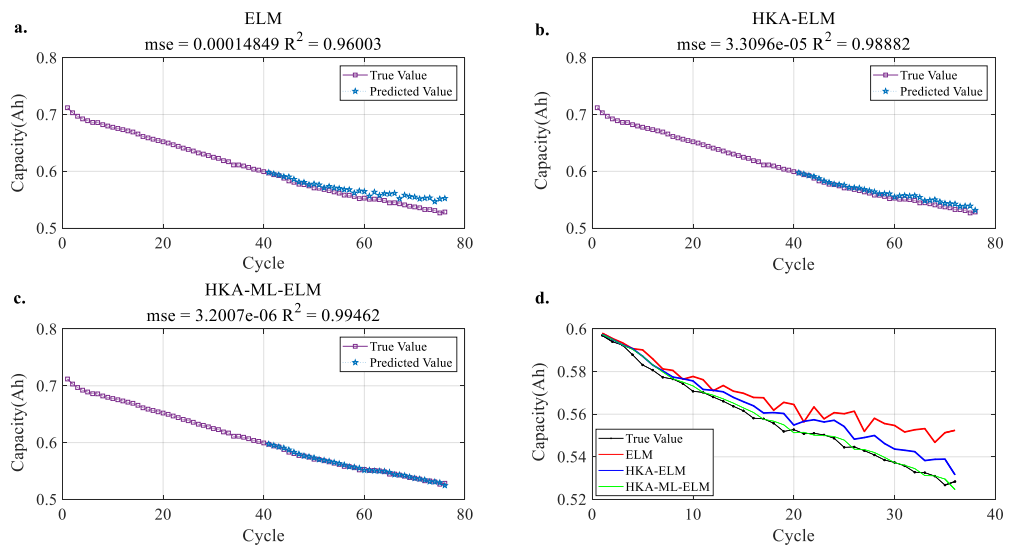 a.
ELM
mse = 0.00014849 R2 = 0.96003
Capacity(Ah)
0.8
0.7
0.6
0.5
True Value
Predicted Value
0
20
40
60
80
Cycle
b.
HKA-ELM
mse = 3.3096e-05 R2 = 0.98882
Capacity(Ah)
0.8
0.7
0.6
0.5
True Value
Predicted Value
0
20
40
60
80
Cycle
c.
HKA-ML-ELM
mse = 3.2007e-06 R2 = 0.99462
Capacity(Ah)
0.8
0.7
0.6
0.5
True Value
Predicted Value
0
20
40
60
80
Cycle
d.
Capacity(Ah)
0.6
0.58
0.56
0.54
0.52
True Value
ELM
HKA-ELM
HKA-ML-ELM
0
10
20
30
40
Cycle